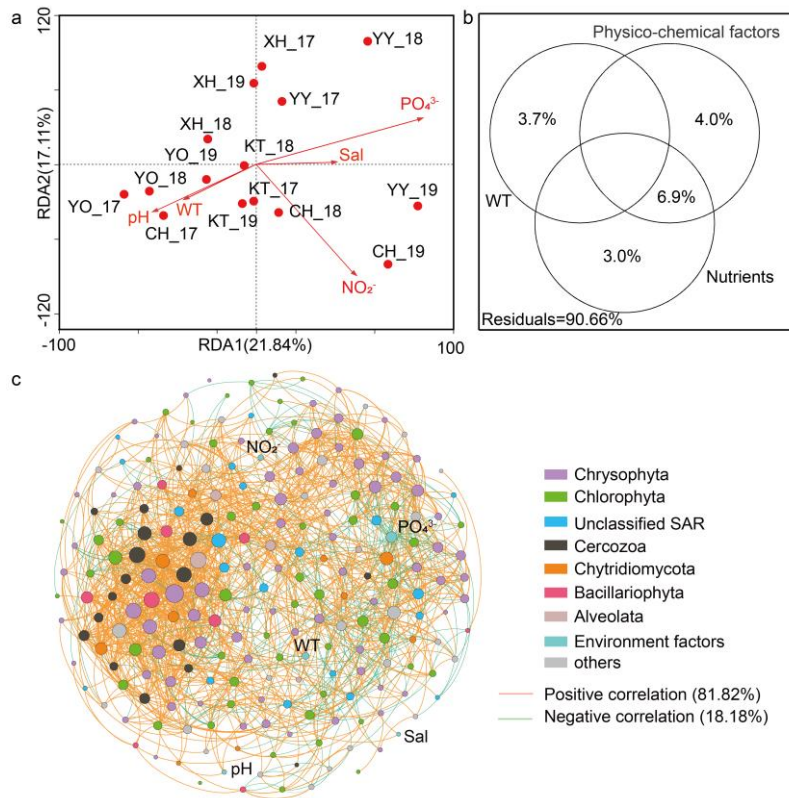 a
120
YY_18
XH_17
XH_19
YY_17
PO₄³⁻
XH_18
KT_18
Sal
YO_19
YO_18
YO_17
pH
WT
KT_17
CH_18
YY_19
CH_17
KT_19
CH_19
NO₂⁻
RDA2(17.11%)
-120
-100
RDA1(21.84%)
100
b
Physico-chemical factors
3.7%
4.0%
WT
6.9%
3.0%
Nutrients
Residuals=90.66%
c
NO₂
PO₄³⁻
WT
Sal
pH
Chrysophyta
Chlorophyta
Unclassified SAR
Cercozoa
Chytridiomycota
Bacillariophyta
Alveolata
Environment factors
others
Positive correlation (81.82%)
Negative correlation (18.18%)